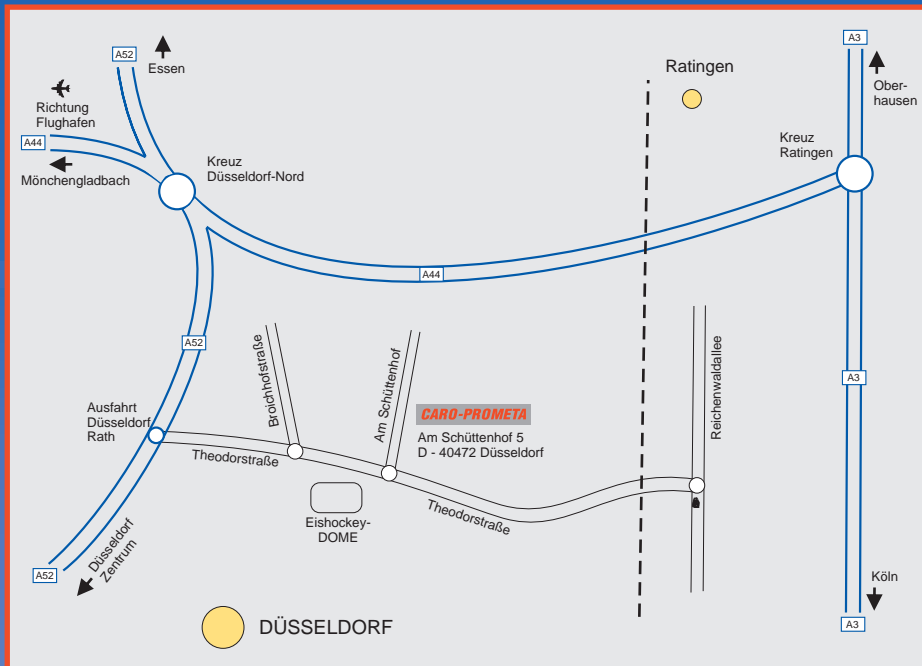 A52
Essen
Richtung
Flughafen
A44
Mönchengladbach
Kreuz
Düsseldorf-Nord
Ratingen
A3
Ober-
hausen
Kreuz
Ratingen
A44
A52
Broichhofstraße
Am Schüttenhof
CARO-PROMETA
Am Schüttenhof 5
D - 40472 Düsseldorf
Reichenwaldallee
A3
Ausfahrt
Düsseldorf
Rath
Theodorstraße
Eishockey-
DOME
Theodorstraße
A52
Düsseldorf
Zentrum
Köln
A3
DÜSSELDORF